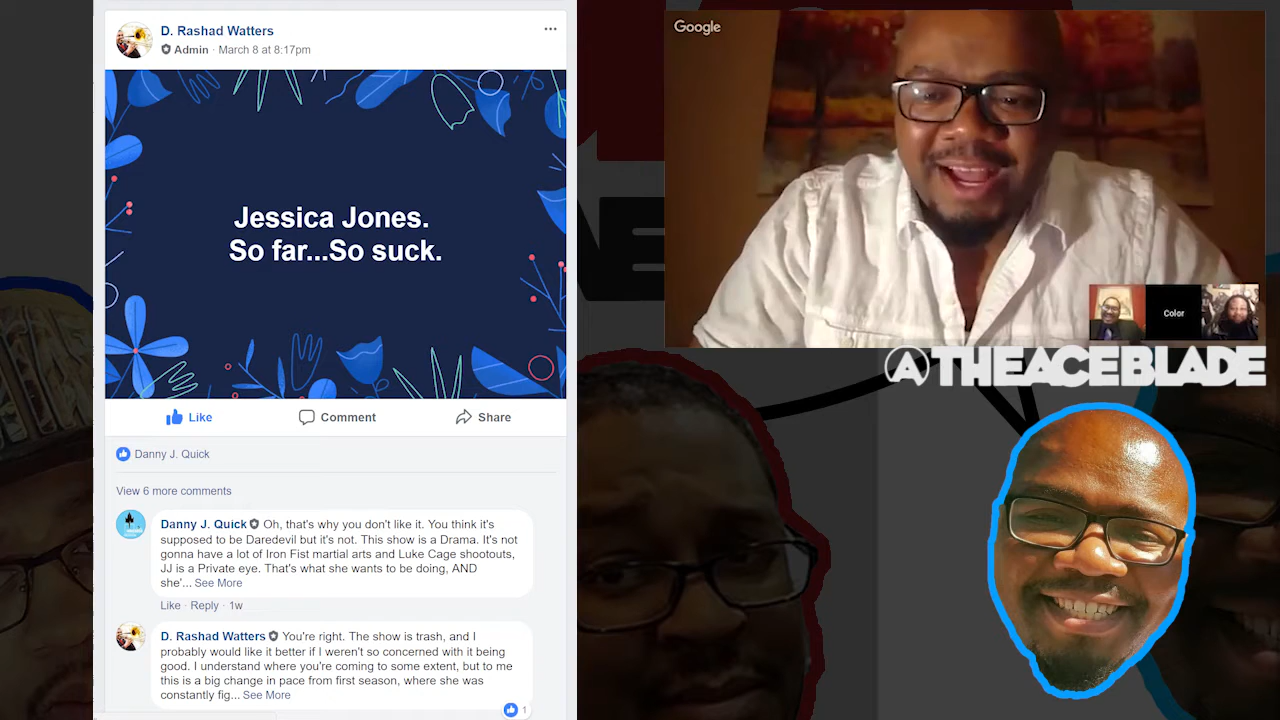 D. Rashad Watters
Admin · March 8 at 8:17pm
Jessica Jones.
So far...So suck.
Like Comment Share
Danny J. Quick
View 6 more comments
Danny J. Quick Oh, that's why you don't like it. You think it's
supposed to be Daredevil but it's not. This show is a Drama. It's not
gonna have a lot of Iron Fist martial arts and Luke Cage shootouts,
JJ is a Private eye. That's what she wants to be doing, AND
she'... See More
Like · Reply · 1w
D. Rashad Watters You're right. The show is trash, and I
probably would like it better if I weren't so concerned with it being
good. I understand where you're coming to some extent, but to me
this is a big change in pace from first season, where she was
constantly fig... See More
1
Google
Color
THEACEBLADE